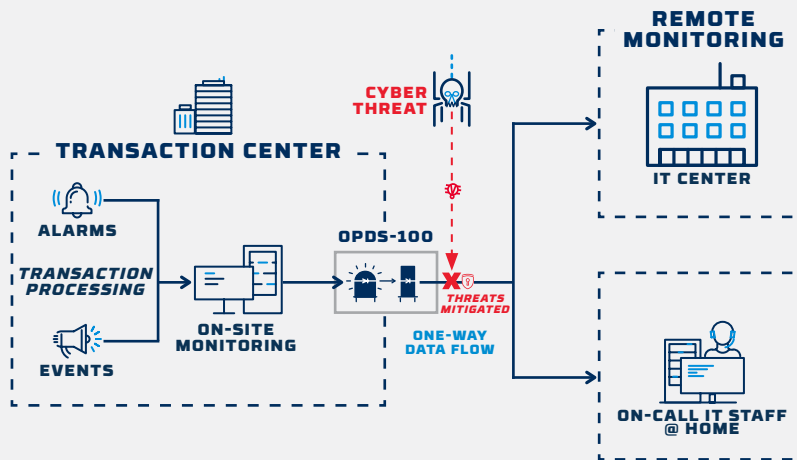 REMOTE
MONITORING
CYBER
THREAT
TRANSACTION CENTER
IT CENTER
ALARMS
OPDS-100
TRANSACTION
PROCESSING
THREATS
MITIGATED
ON-SITE
MONITORING
ONE-WAY
DATA FLOW
EVENTS
ON-CALL IT STAFF
@ HOME